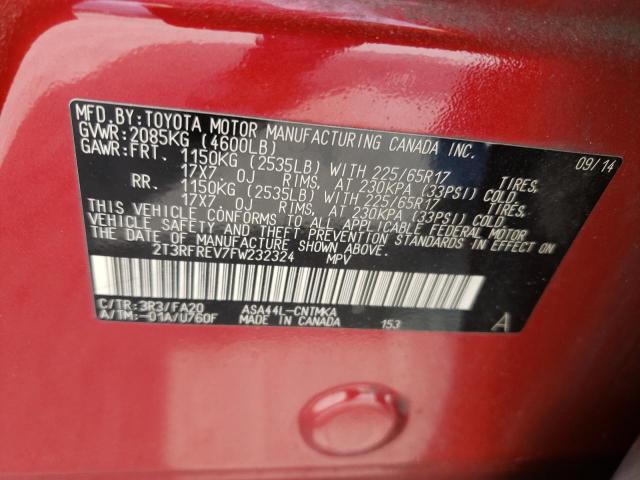 MFD.BY:TOYOTA MOTOR MANUFACTURING CANADA INC. 09/14
GVWR:2085KG (4600LB)
GAWR:FRT. 1150KG (2535LB) WITH 225/65R17 TIRES,
17X7.0J RIMS, AT 230KPA (33PSI) COLD
RR. 1150KG (2535LB) WITH 225/65R17 TIRES,
17X7.0J RIMS, AT 230KPA (33PSI) COLD.
THIS VEHICLE CONFORMS TO ALL APPLICABLE FEDERAL MOTOR
VEHICLE SAFETY AND THEFT PREVENTION STANDARDS IN EFFECT ON
THE DATE OF MANUFACTURE SHOWN ABOVE.
2T3RFREV7FW232324 MPV
C/TR:3R3/FA20 ASA44L-CNTMKA
A/TM:-01A/U760F MADE IN CANADA 153 A